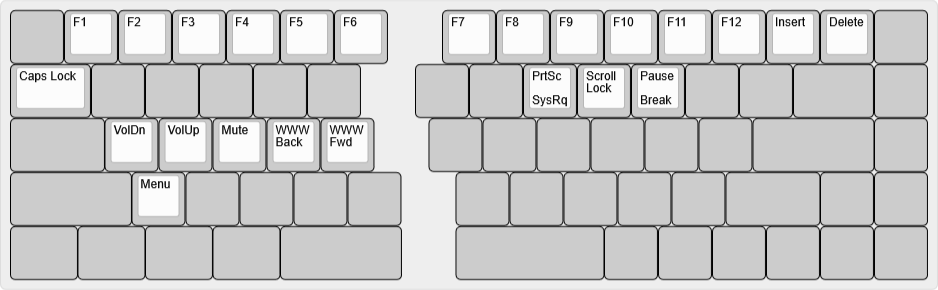 F1 F2 F3 F4 F5 F6 F7 F8 F9 F10 F11 F12 Insert Delete
Caps Lock PrtSc Scroll Pause
Lock
SysRq Break
VolDn VolUp Mute WWW WWW
Back Fwd
Menu